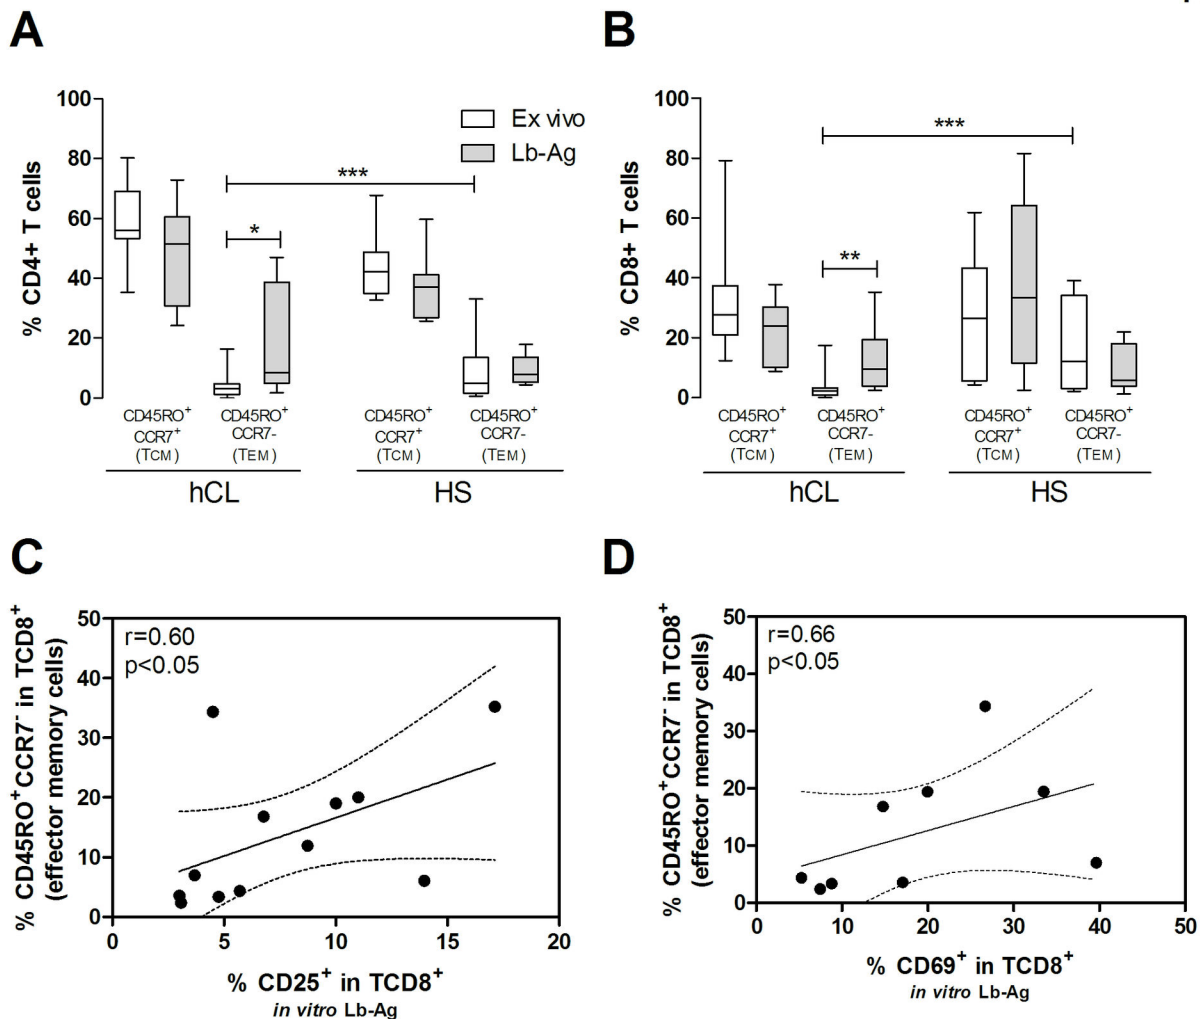 A
% CD4+ T cells
100
80
60
40
20
0
Ex vivo
Lb-Ag
***
*
CD45RO+
CCR7+
(TCM)
CD45RO+
CCR7-
(TEM)
CD45RO+
CCR7+
(TCM)
CD45RO+
CCR7-
(TEM)
hCL
HS
B
% CD8+ T cells
100
80
60
40
20
0
***
**
CD45RO+
CCR7+
(TCM)
CD45RO+
CCR7-
(TEM)
CD45RO+
CCR7+
(TCM)
CD45RO+
CCR7-
(TEM)
hCL
HS
C
% CD45RO+CCR7- in TCD8+
(effector memory cells)
50
40
30
20
10
0
r=0.60
p<0.05
0 5 10 15 20
% CD25+ in TCD8+
in vitro Lb-Ag
D
% CD45RO+CCR7- in TCD8+
(effector memory cells)
50
40
30
20
10
0
r=0.66
p<0.05
0 10 20 30 40 50
% CD69+ in TCD8+
in vitro Lb-Ag